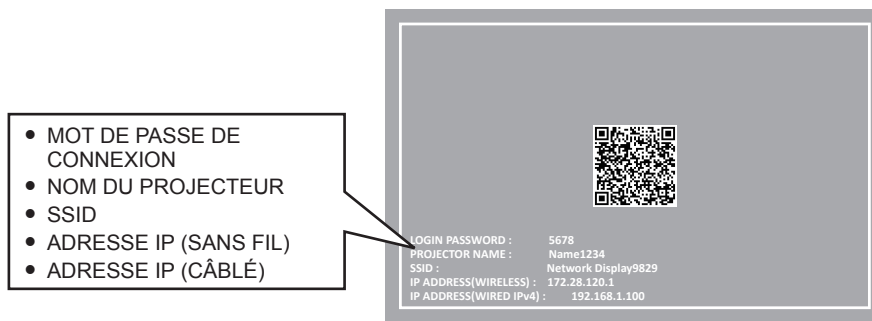 • MOT DE PASSE DE
CONNEXION
• NOM DU PROJECTEUR
• SSID
• ADRESSE IP (SANS FIL)
• ADRESSE IP (CÂBLÉ)
LOGIN PASSWORD : 5678
PROJECTOR NAME : Name1234
SSID : Network Display9829
IP ADDRESS(WIRELESS) : 172.28.120.1
IP ADDRESS(WIRED IPv4) : 192.168.1.100